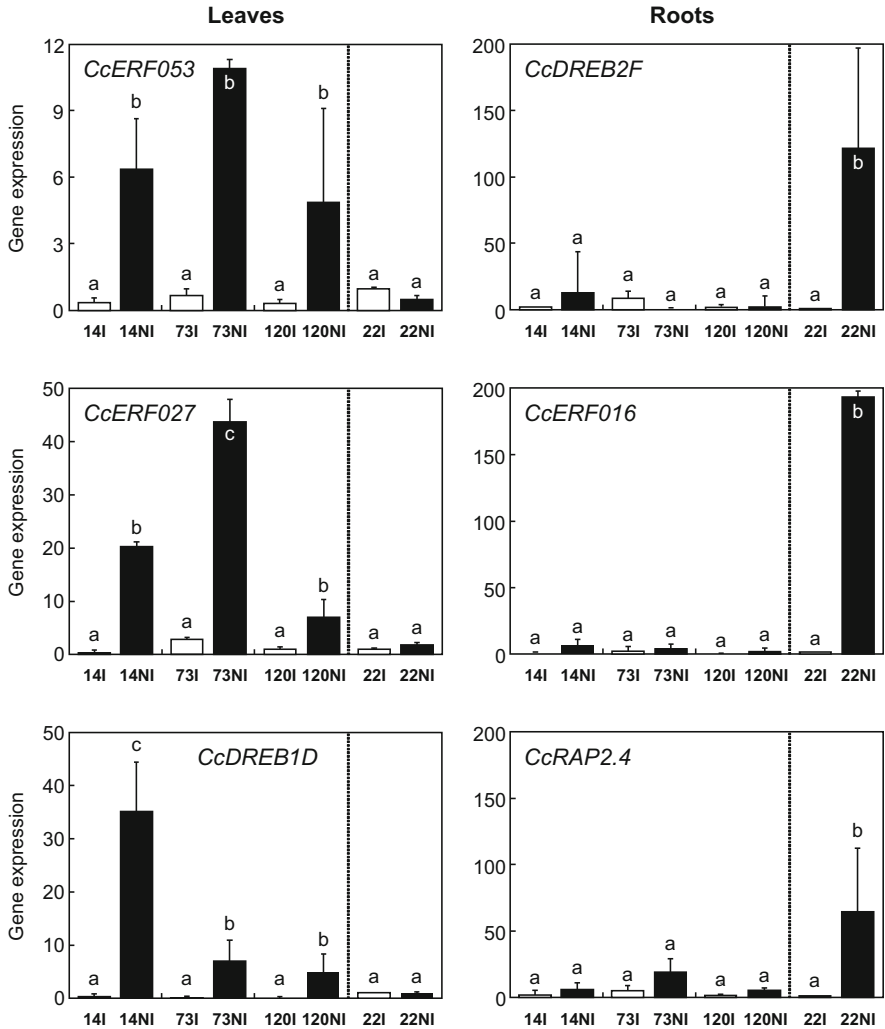 Leaves
Roots
12
9
6
3
0
Gene expression
CcERF053
a
b
a
b
a
b
a
a
14I 14NI 73I 73NI 120I 120NI 22I 22NI
200
150
100
50
0
CcDREB2F
a
a
a
a
a
a
a
b
14I 14NI 73I 73NI 120I 120NI 22I 22NI
50
40
30
20
10
0
Gene expression
CcERF027
a
b
a
c
a
b
a
a
14I 14NI 73I 73NI 120I 120NI 22I 22NI
200
150
100
50
0
CcERF016
a
a
a
a
a
a
a
b
14I 14NI 73I 73NI 120I 120NI 22I 22NI
50
40
30
20
10
0
Gene expression
CcDREB1D
a
c
a
b
a
b
a
a
14I 14NI 73I 73NI 120I 120NI 22I 22NI
200
150
100
50
0
CcRAP2.4
a
a
a
a
a
a
a
b
14I 14NI 73I 73NI 120I 120NI 22I 22NI